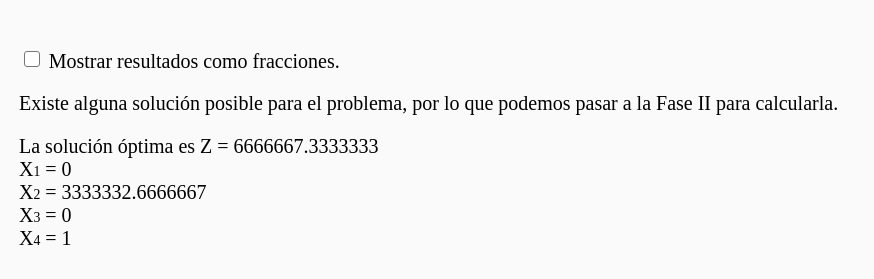 Mostrar resultados como fracciones.
Existe alguna solución posible para el problema, por lo que podemos pasar a la Fase II para calcularla.
La solución óptima es Z = 6666667.3333333
X1 = 0
X2 = 3333332.6666667
X3 = 0
X4 = 1